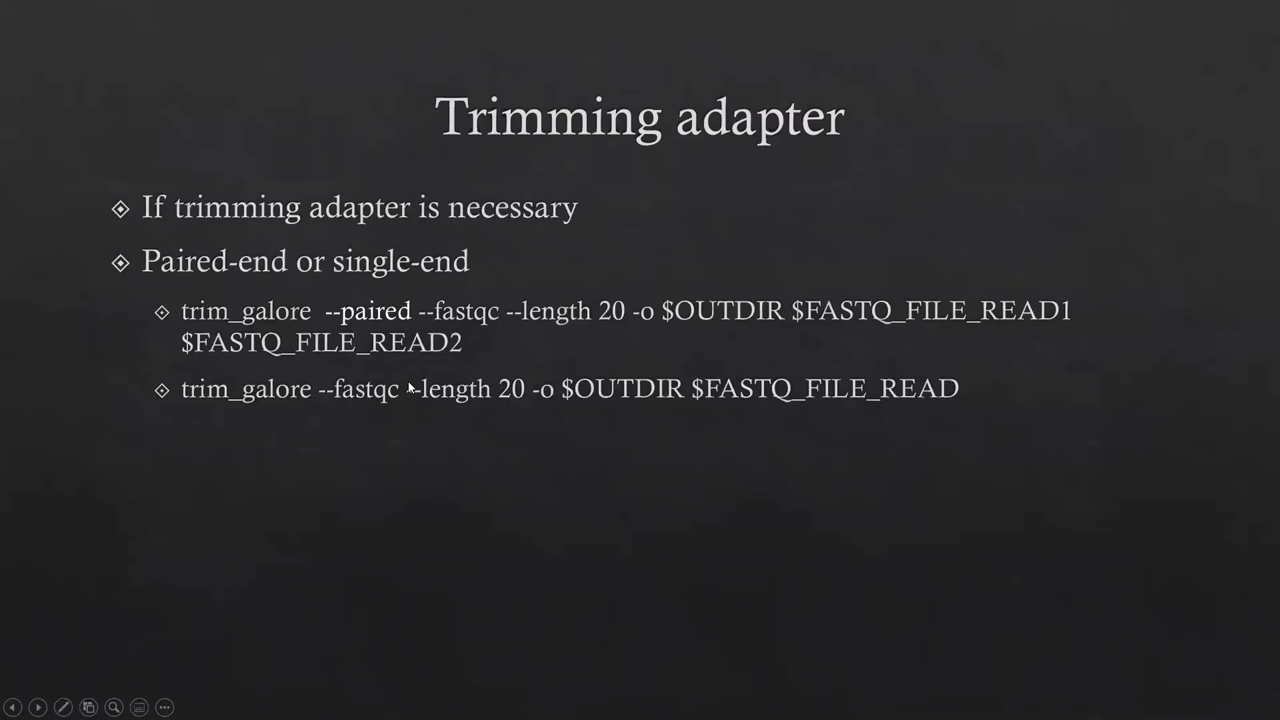 Trimming adapter
If trimming adapter is necessary
Paired-end or single-end
trim_galore --paired --fastqc --length 20 -o $OUTDIR $FASTQ_FILE_READ1
$FASTQ_FILE_READ2
trim_galore --fastqc --length 20 -o $OUTDIR $FASTQ_FILE_READ